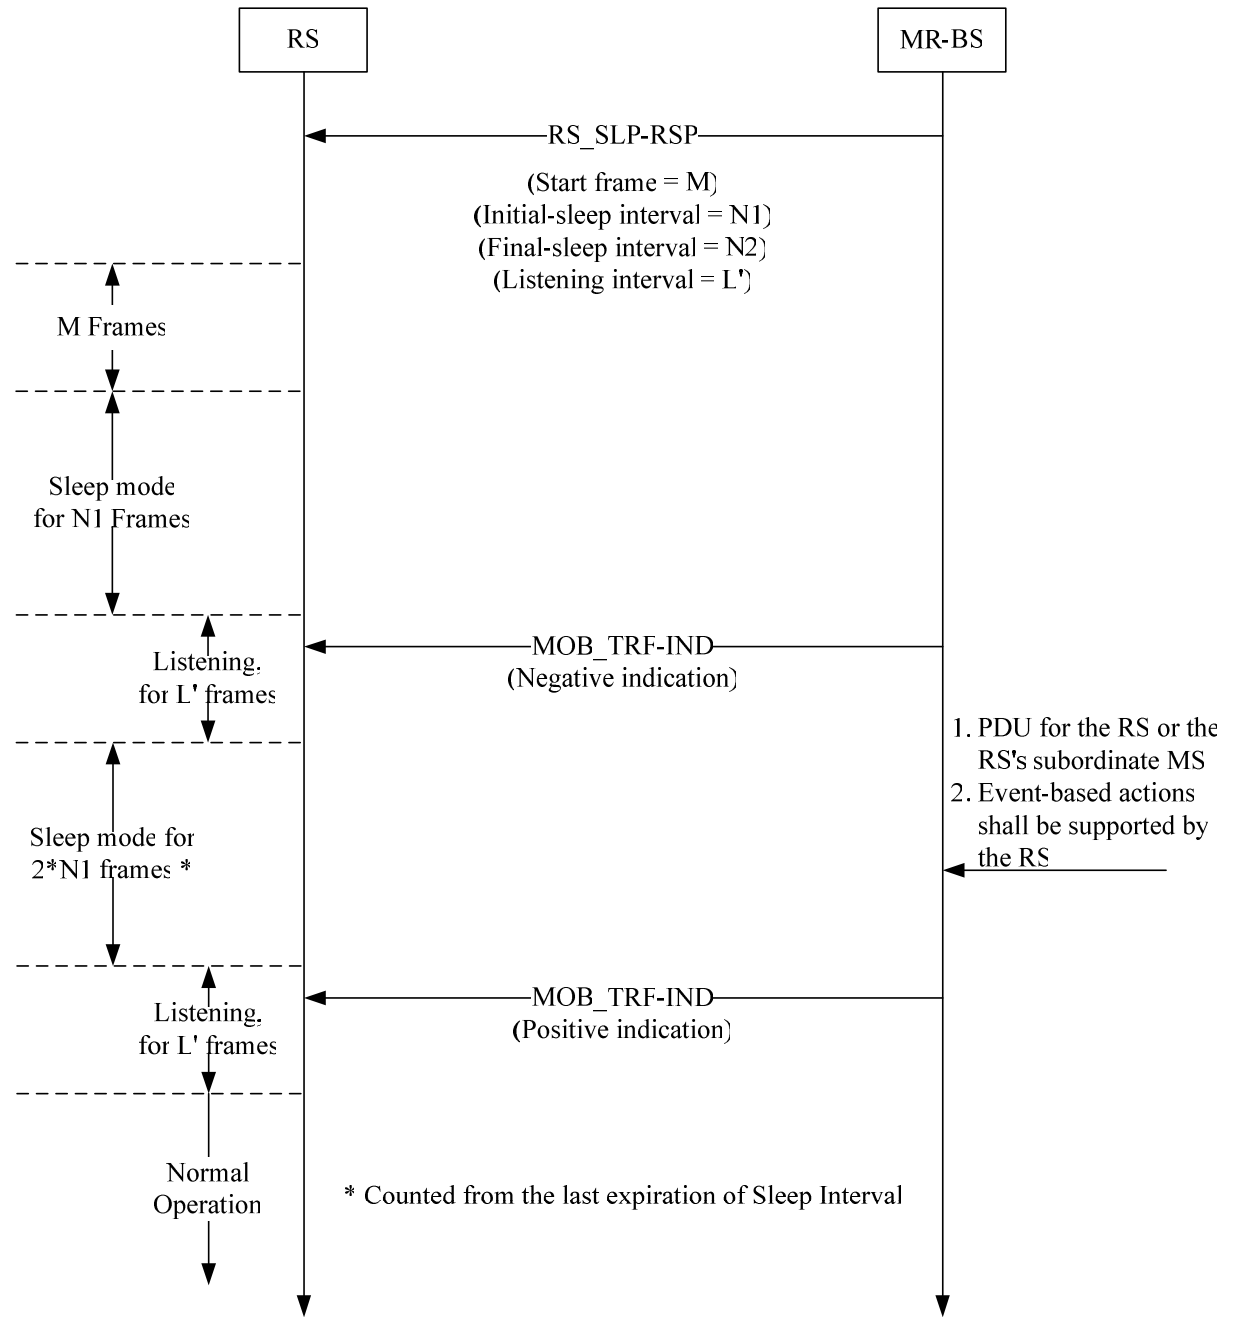 RS
MR-BS
RS_SLP-RSP
(Start frame = M)
(Initial-sleep interval = N1)
(Final-sleep interval = N2)
(Listening interval = L')
M Frames
Sleep mode
for N1 Frames
MOB_TRF-IND
(Negative indication)
Listening,
for L' frames
1. PDU for the RS or the
RS's subordinate MS
2. Event-based actions
shall be supported by
the RS
Sleep mode for
2*N1 frames *
MOB_TRF-IND
(Positive indication)
Listening,
for L' frames
Normal
Operation
* Counted from the last expiration of Sleep Interval